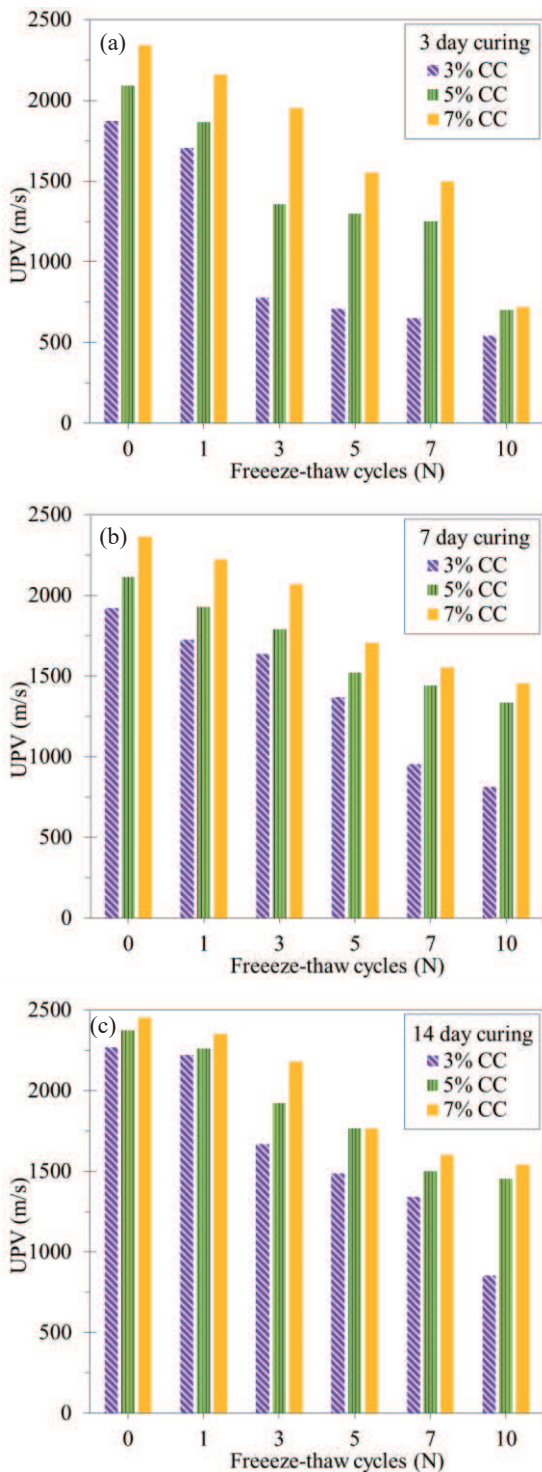 (a)
3 day curing
3% CC
5% CC
7% CC
2500
2000
1500
1000
500
0
UPV (m/s)
0 1 3 5 7 10
Freeeze-thaw cycles (N)
(b)
7 day curing
3% CC
5% CC
7% CC
2500
2000
1500
1000
500
0
UPV (m/s)
0 1 3 5 7 10
Freeeze-thaw cycles (N)
(c)
14 day curing
3% CC
5% CC
7% CC
2500
2000
1500
1000
500
0
UPV (m/s)
0 1 3 5 7 10
Freeeze-thaw cycles (N)